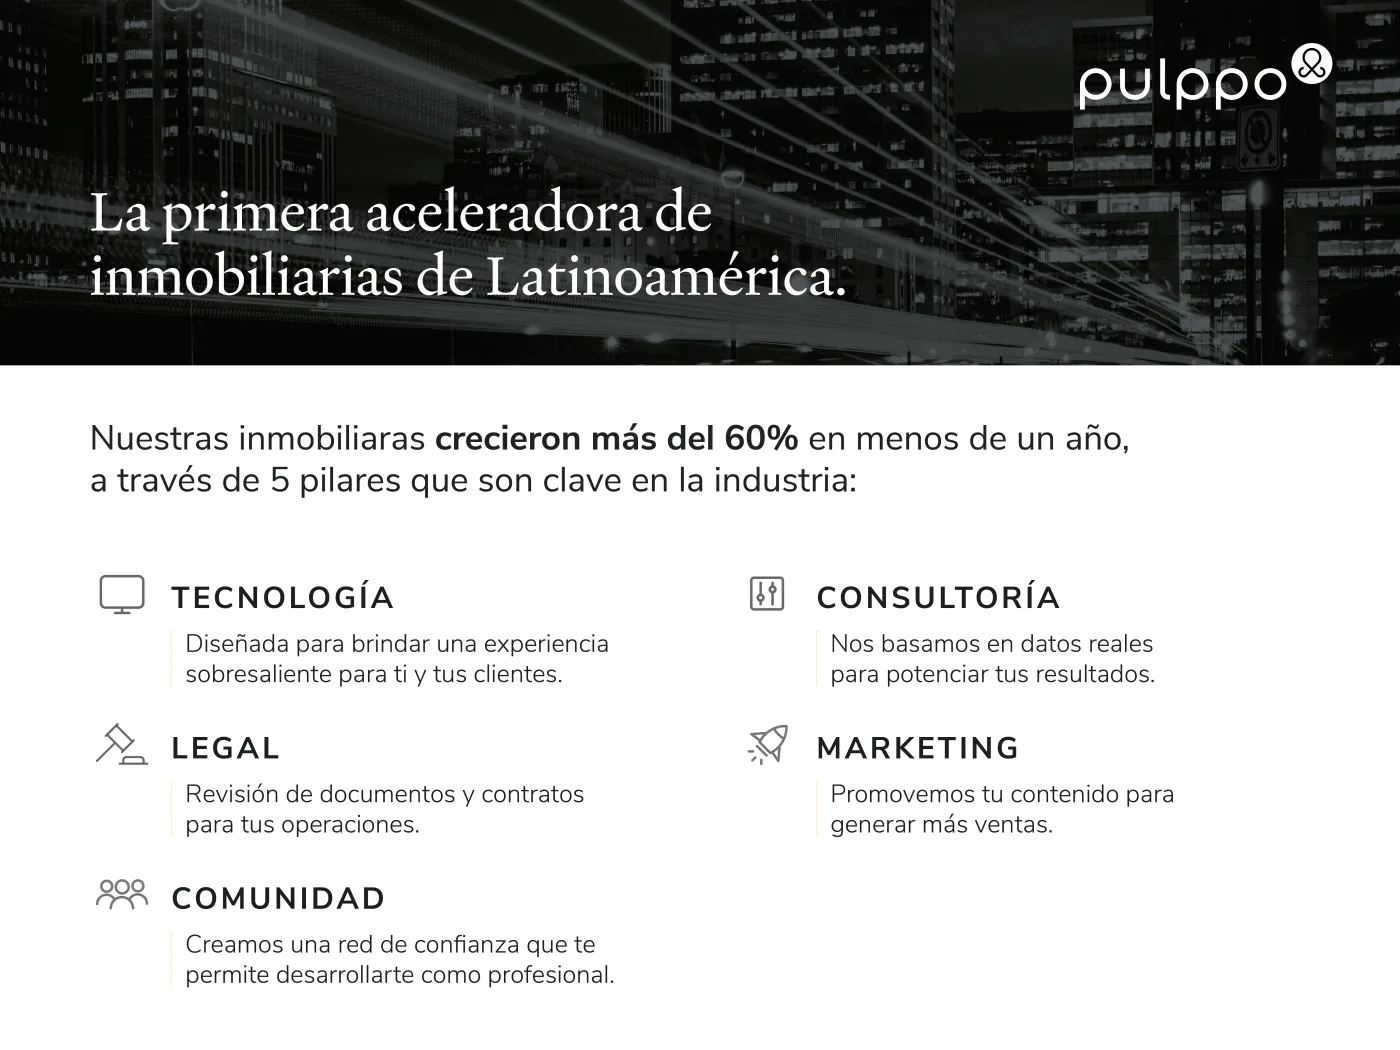 pulppo
La primera aceleradora de
inmobiliarias de Latinoamérica.
Nuestras inmobiliaras crecieron más del 60% en menos de un año,
a través de 5 pilares que son clave en la industria:
TECNOLOGÍA
Diseñada para brindar una experiencia
sobresaliente para ti y tus clientes.
CONSULTORÍA
Nos basamos en datos reales
para potenciar tus resultados.
LEGAL
Revisión de documentos y contratos
para tus operaciones.
MARKETING
Promovemos tu contenido para
generar más ventas.
COMUNIDAD
Creamos una red de confianza que te
permite desarrollarte como profesional.